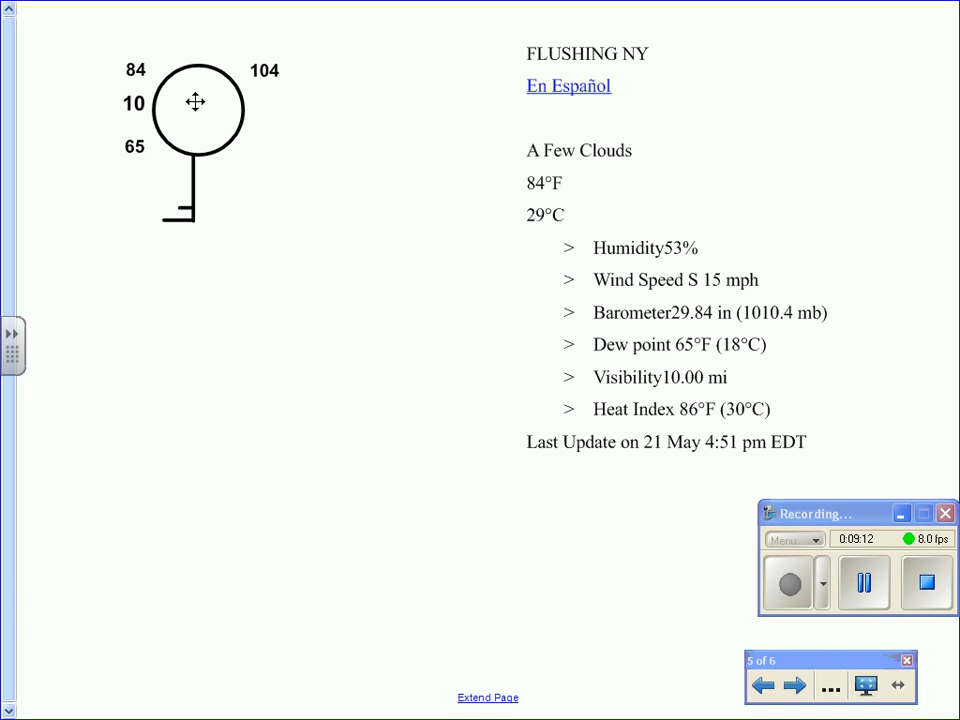 84
104
10
65
FLUSHING NY
En Español
A Few Clouds
84°F
29°C
> Humidity53%
> Wind Speed S 15 mph
> Barometer29.84 in (1010.4 mb)
> Dew point 65°F (18°C)
> Visibility10.00 mi
> Heat Index 86°F (30°C)
Last Update on 21 May 4:51 pm EDT
Recording...
Menu
0:09:12
8.0 fps
5 of 6
...
Extend Page